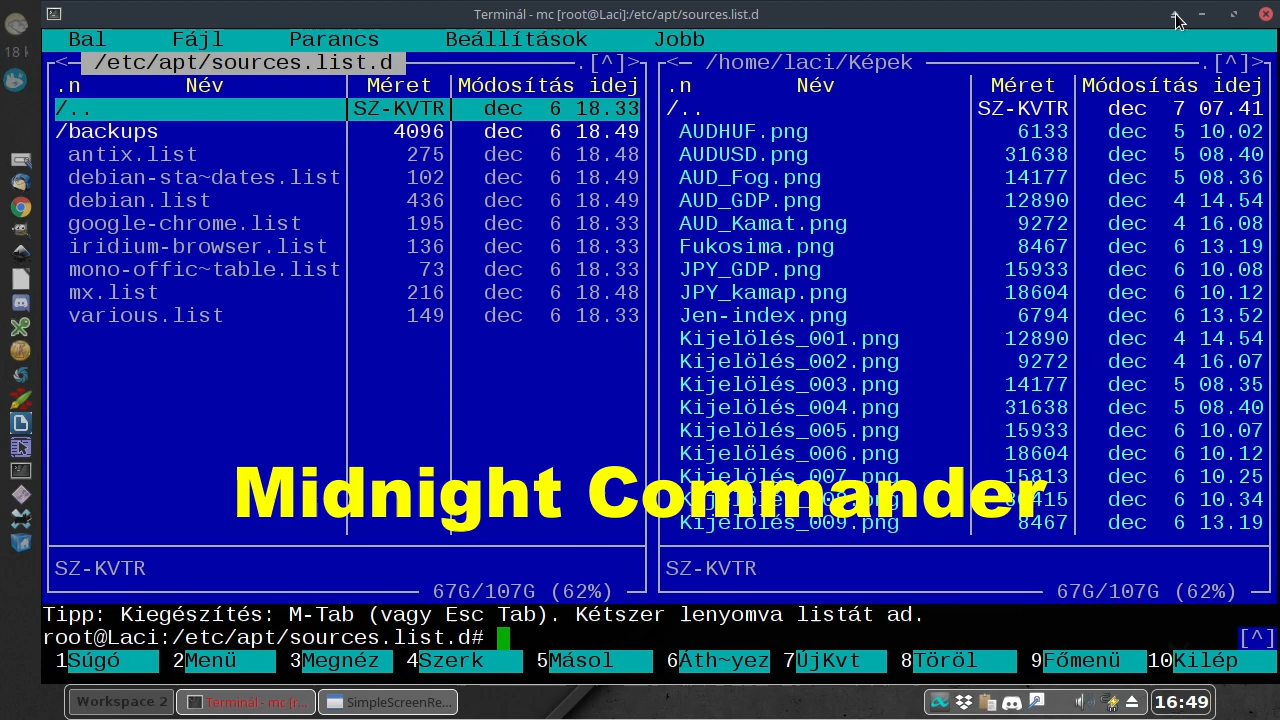 Terminál - mc [root@Laci]:/etc/apt/sources.list.d
Bal Fájl Parancs Beállítások Jobb
<─ /etc/apt/sources.list.d .[^]>
.n Név Méret Módosítás idej
/.. SZ-KVTR dec 6 18.33
/backups 4096 dec 6 18.49
antix.list 275 dec 6 18.48
debian-sta~dates.list 102 dec 6 18.49
debian.list 436 dec 6 18.49
google-chrome.list 195 dec 6 18.33
iridium-browser.list 136 dec 6 18.33
mono-offic~table.list 73 dec 6 18.33
mx.list 216 dec 6 18.48
various.list 149 dec 6 18.33
SZ-KVTR
67G/107G (62%)
<─ /home/laci/Képek .[^]>
.n Név Méret Módosítás idej
/.. SZ-KVTR dec 7 07.41
AUDHUF.png 6133 dec 5 10.02
AUDUSD.png 31638 dec 5 08.40
AUD_Fog.png 14177 dec 5 08.36
AUD_GDP.png 12890 dec 4 14.54
AUD_Kamat.png 9272 dec 4 16.08
Fukosima.png 8467 dec 6 13.19
JPY_GDP.png 15933 dec 6 10.08
JPY_kamap.png 18604 dec 6 10.12
Jen-index.png 6794 dec 6 13.52
Kijelölés_001.png 12890 dec 4 14.54
Kijelölés_002.png 9272 dec 4 16.07
Kijelölés_003.png 14177 dec 5 08.35
Kijelölés_004.png 31638 dec 5 08.40
Kijelölés_005.png 15933 dec 6 10.07
Kijelölés_006.png 18604 dec 6 10.12
Kijelölés_007.png 15813 dec 6 10.25
Kijelölés_008.png dec 6 10.34
Kijelölés_009.png 8467 dec 6 13.19
SZ-KVTR
67G/107G (62%)
Midnight Commander
Tipp: Kiegészítés: M-Tab (vagy Esc Tab). Kétszer lenyomva listát ad.
root@Laci:/etc/apt/sources.list.d# [^]
1Súgó 2Menü 3Megnéz 4Szerk 5Másol 6Áth~yez 7ÚjKvt 8Töröl 9Főmenü 10Kilép
Workspace 2 Terminál - mc [r... SimpleScreenRe... 16:49